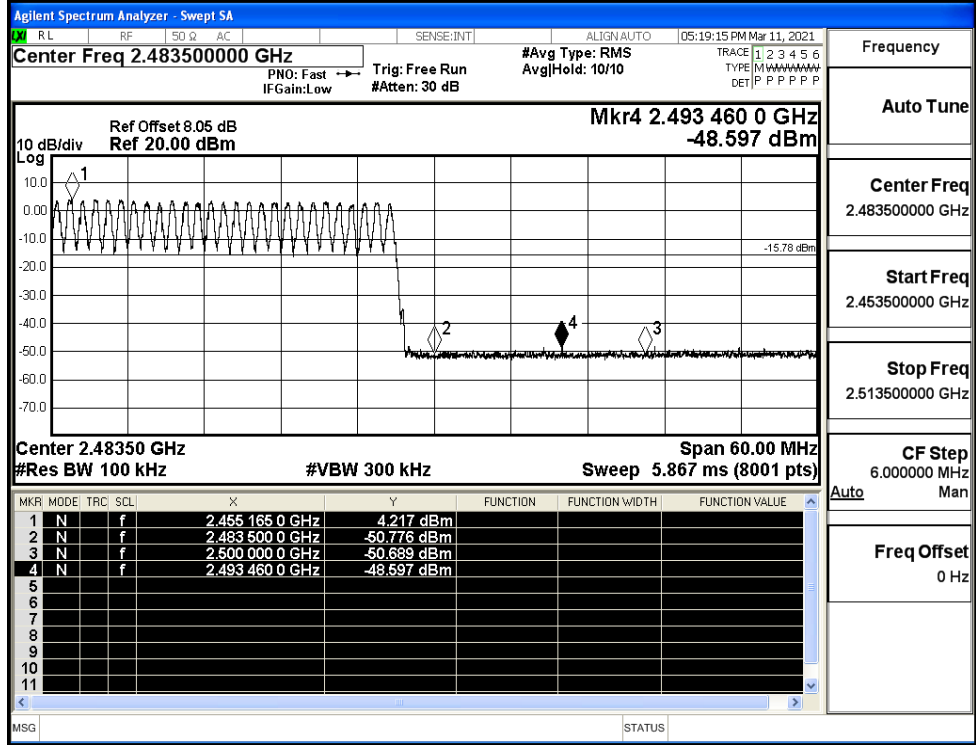 Agilent Spectrum Analyzer - Swept SA
LXI RL RF 50 Ω AC SENSE:INT ALIGN AUTO 05:19:15 PM Mar 11, 2021
Center Freq 2.483500000 GHz
PNO: Fast
IFGain:Low
Trig: Free Run
#Atten: 30 dB
#Avg Type: RMS
Avg|Hold: 10/10
TRACE 1 2 3 4 5 6
TYPE M W W W W W
DET P P P P P P
Frequency
Auto Tune
Center Freq
2.483500000 GHz
Start Freq
2.453500000 GHz
Stop Freq
2.513500000 GHz
CF Step
6.000000 MHz
Auto Man
Freq Offset
0 Hz
Mkr4 2.493 460 0 GHz
-48.597 dBm
Ref Offset 8.05 dB
10 dB/div Ref 20.00 dBm
Log
10.0
0.00
-10.0
-20.0
-30.0
-40.0
-50.0
-60.0
-70.0
1
2
4
3
-15.78 dBm
Center 2.48350 GHz Span 60.00 MHz
#Res BW 100 kHz #VBW 300 kHz Sweep 5.867 ms (8001 pts)
MKR MODE TRC SCL X Y FUNCTION FUNCTION WIDTH FUNCTION VALUE
1 N f 2.455 165 0 GHz 4.217 dBm
2 N f 2.483 500 0 GHz -50.776 dBm
3 N f 2.500 000 0 GHz -50.689 dBm
4 N f 2.493 460 0 GHz -48.597 dBm
5
6
7
8
9
10
11
MSG STATUS